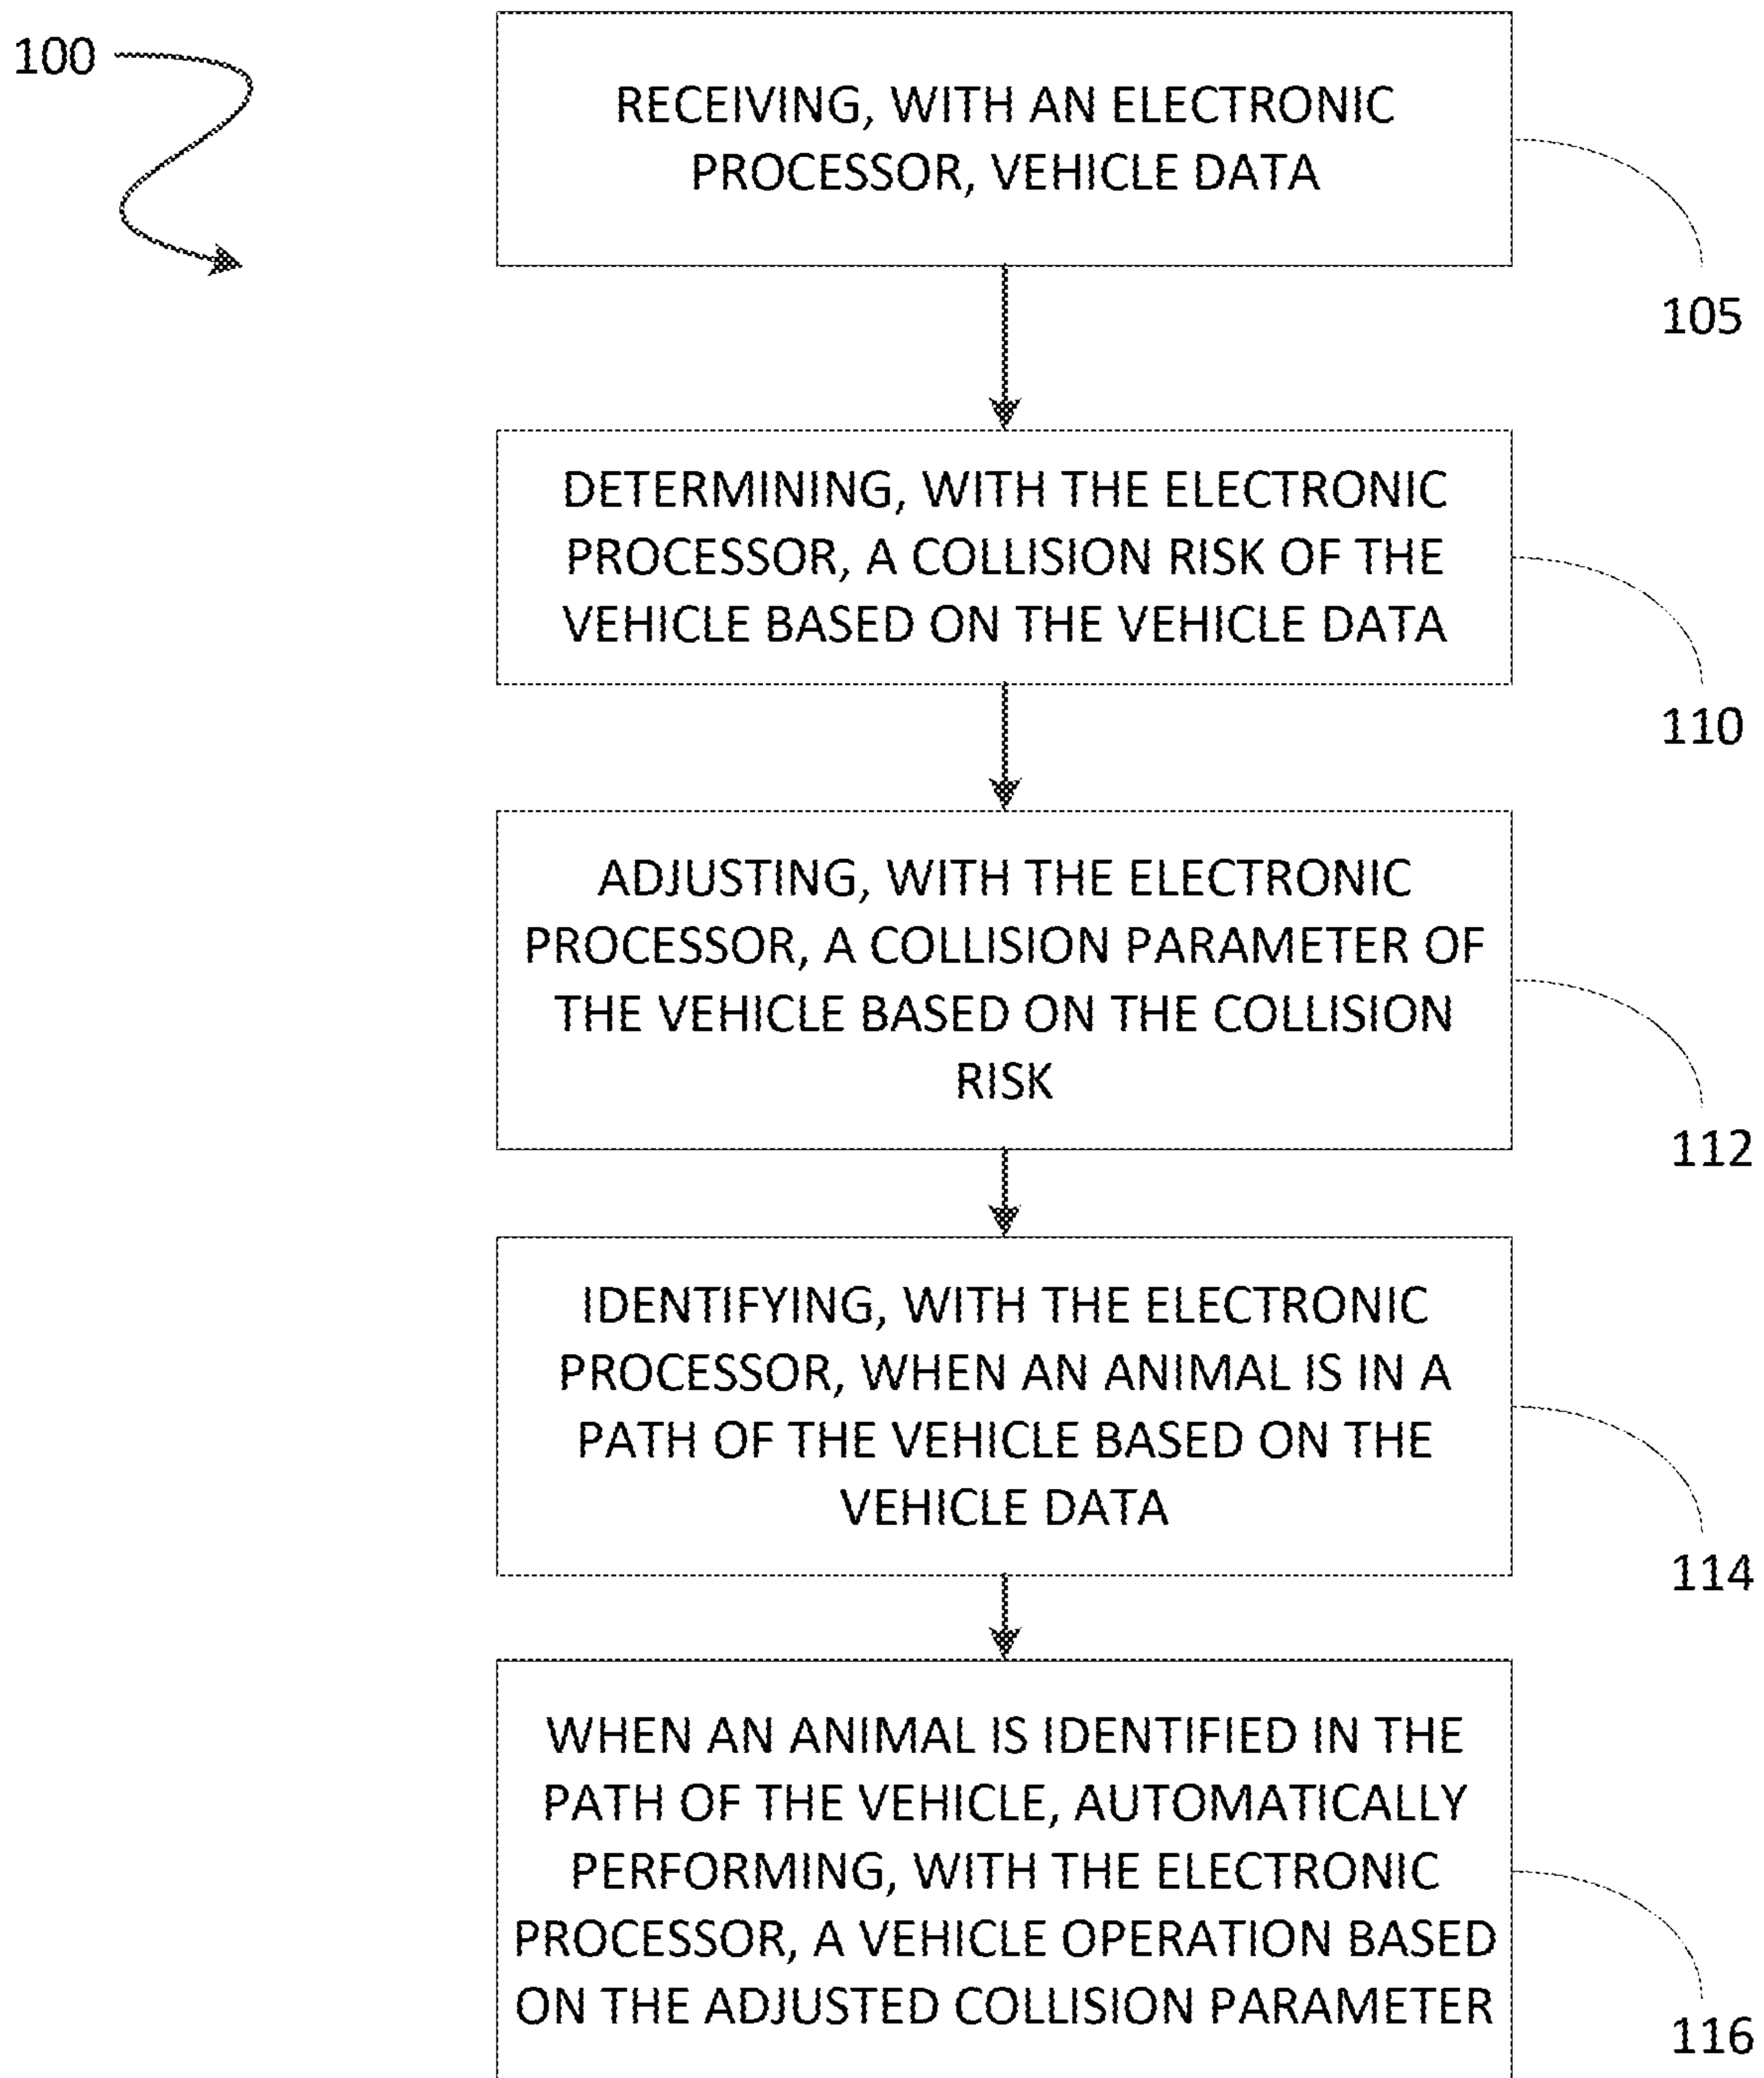 100
RECEIVING, WITH AN ELECTRONIC
PROCESSOR, VEHICLE DATA
105
DETERMINING, WITH THE ELECTRONIC
PROCESSOR, A COLLISION RISK OF THE
VEHICLE BASED ON THE VEHICLE DATA
110
ADJUSTING, WITH THE ELECTRONIC
PROCESSOR, A COLLISION PARAMETER OF
THE VEHICLE BASED ON THE COLLISION
RISK
112
IDENTIFYING, WITH THE ELECTRONIC
PROCESSOR, WHEN AN ANIMAL IS IN A
PATH OF THE VEHICLE BASED ON THE
VEHICLE DATA
114
WHEN AN ANIMAL IS IDENTIFIED IN THE
PATH OF THE VEHICLE, AUTOMATICALLY
PERFORMING, WITH THE ELECTRONIC
PROCESSOR, A VEHICLE OPERATION BASED
ON THE ADJUSTED COLLISION PARAMETER
116